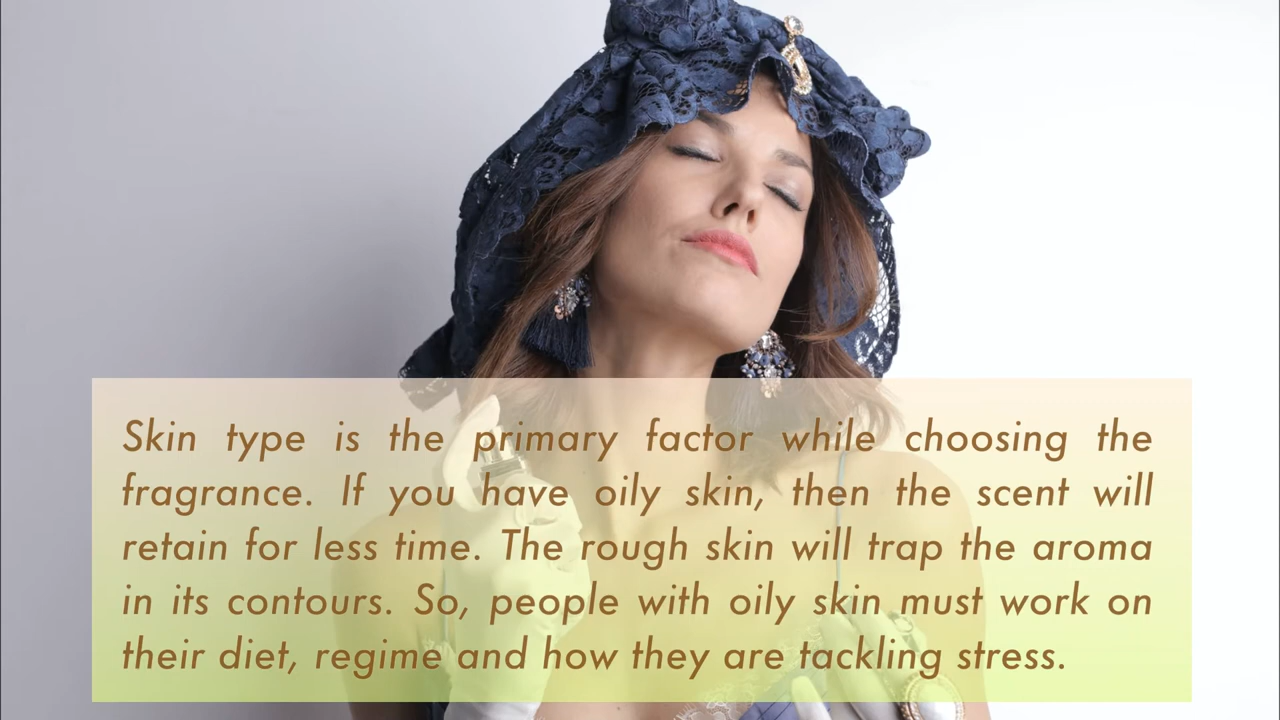 Skin type is the primary factor while choosing the
fragrance. If you have oily skin, then the scent will
retain for less time. The rough skin will trap the aroma
in its contours. So, people with oily skin must work on
their diet, regime and how they are tackling stress.